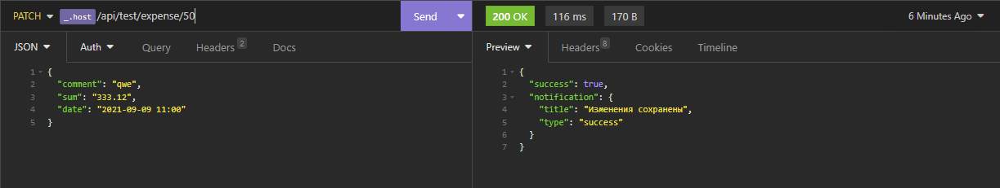 PATCH _.host /api/test/expense/50 Send 200 OK 116 ms 170 B 6 Minutes Ago
JSON Auth Query Headers 2 Docs Preview Headers 8 Cookies Timeline
1 {
2 "comment": "qwe",
3 "sum": "333.12",
4 "date": "2021-09-09 11:00"
5 }
1 {
2 "success": true,
3 "notification": {
4 "title": "Изменения сохранены",
5 "type": "success"
6 }
7 }